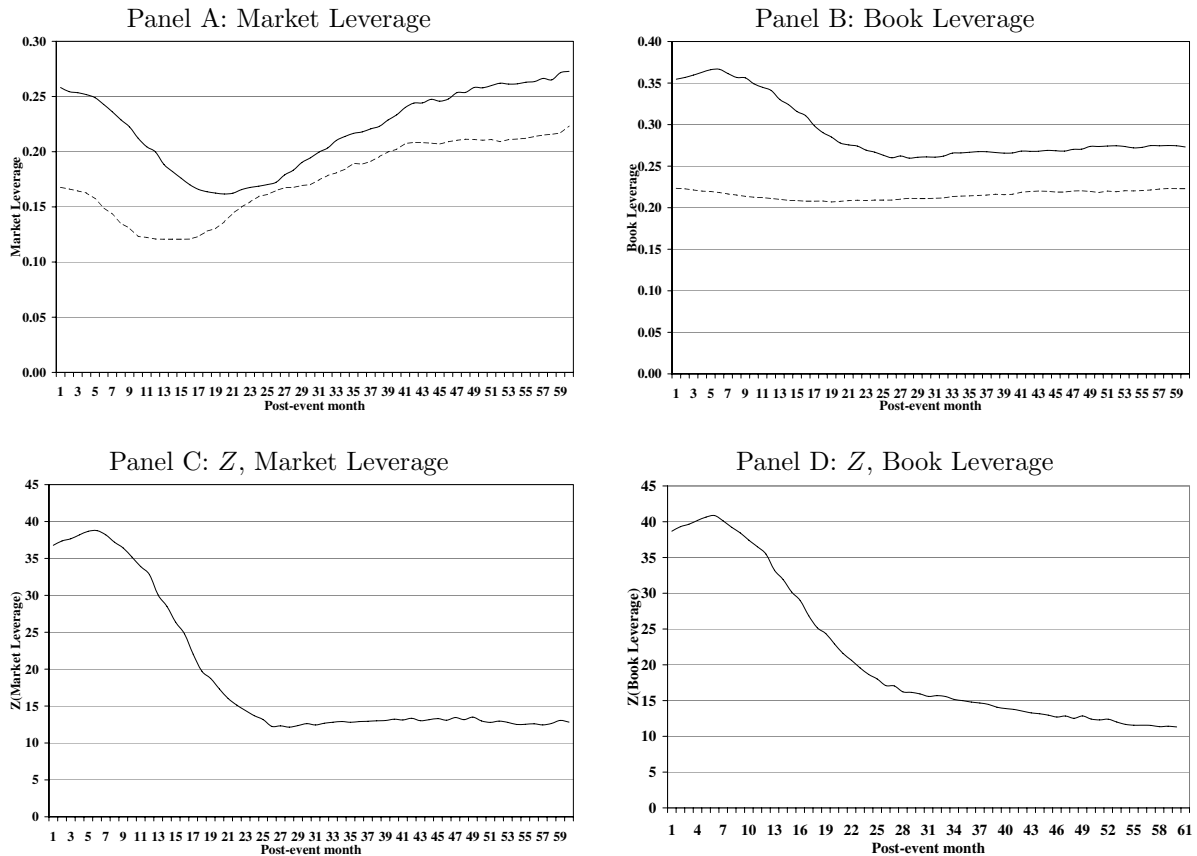 Panel A: Market Leverage
0.30
0.25
0.20
0.15
0.10
0.05
0.00
Market Leverage
1 3 5 7 9 11 13 15 17 19 21 23 25 27 29 31 33 35 37 39 41 43 45 47 49 51 53 55 57 59
Post-event month
Panel B: Book Leverage
0.40
0.35
0.30
0.25
0.20
0.15
0.10
0.05
0.00
Book Leverage
1 3 5 7 9 11 13 15 17 19 21 23 25 27 29 31 33 35 37 39 41 43 45 47 49 51 53 55 57 59
Post-event month
Panel C: Z, Market Leverage
45
40
35
30
25
20
15
10
5
0
Z(Market Leverage)
1 3 5 7 9 11 13 15 17 19 21 23 25 27 29 31 33 35 37 39 41 43 45 47 49 51 53 55 57 59
Post-event month
Panel D: Z, Book Leverage
45
40
35
30
25
20
15
10
5
0
Z(Book Leverage)
1 4 7 10 13 16 19 22 25 28 31 34 37 40 43 46 49 52 55 58 61
Post-event month